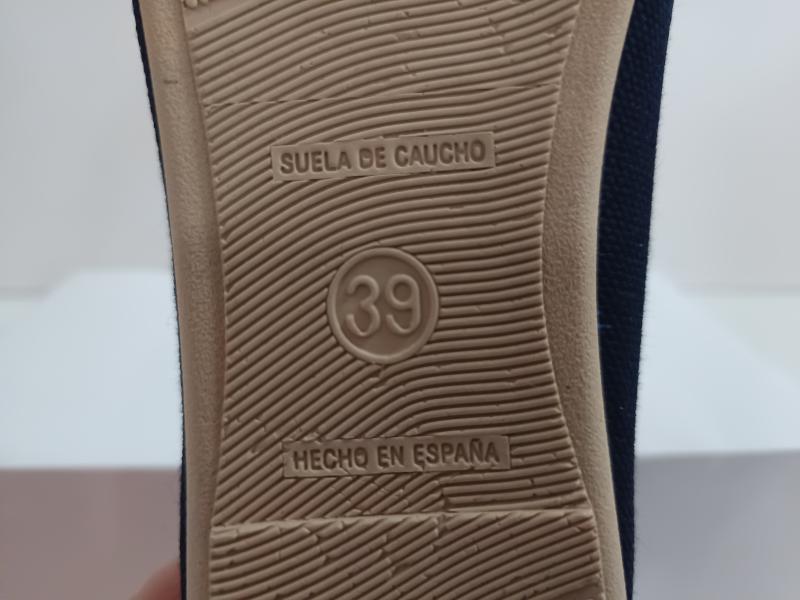 SUELA DE CAUCHO
39
HECHO EN ESPAÑA